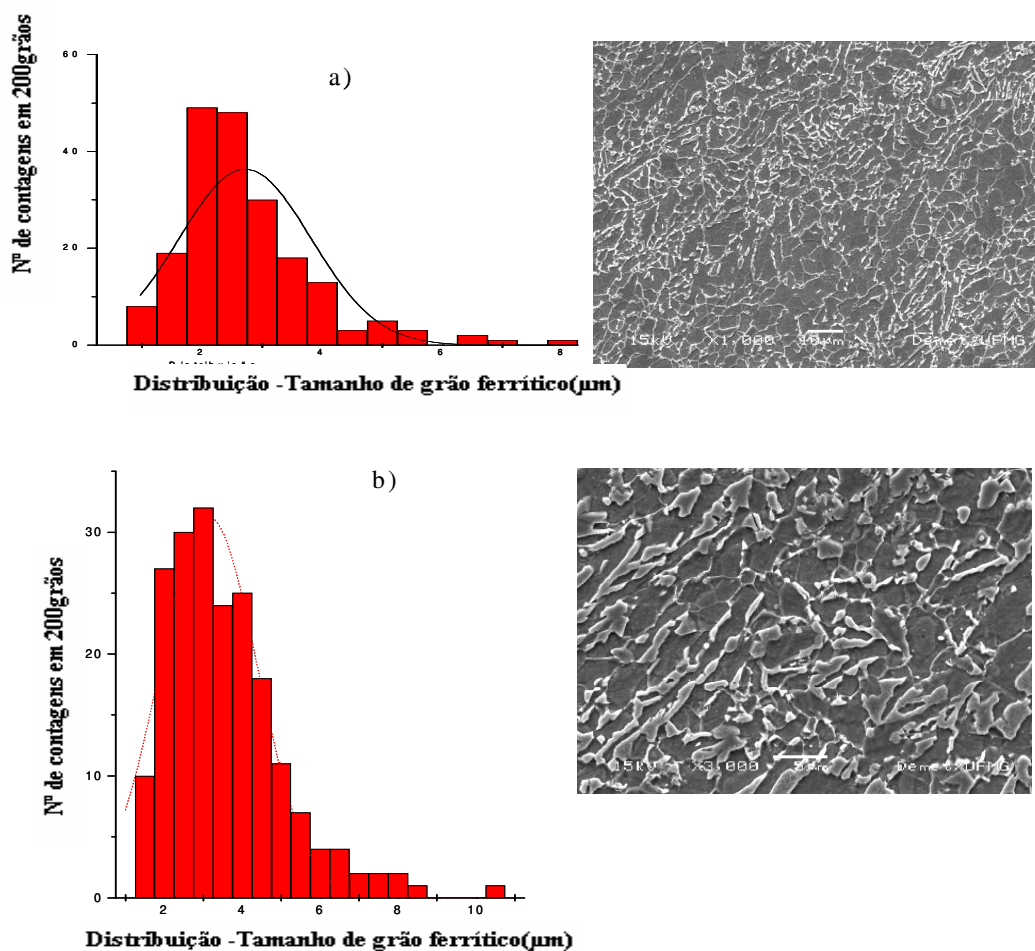 a)
Nº de contagens em 200grãos
60
40
20
0
2 4 6 8
Distribuição -Tamanho de grão ferrítico(µm)
15kV X1,000 10µm Demet/UFMG
b)
Nº de contagens em 200grãos
30
20
10
0
2 4 6 8 10
Distribuição -Tamanho de grão ferrítico(µm)
15kV X3,000 5µm Demet/UFMG